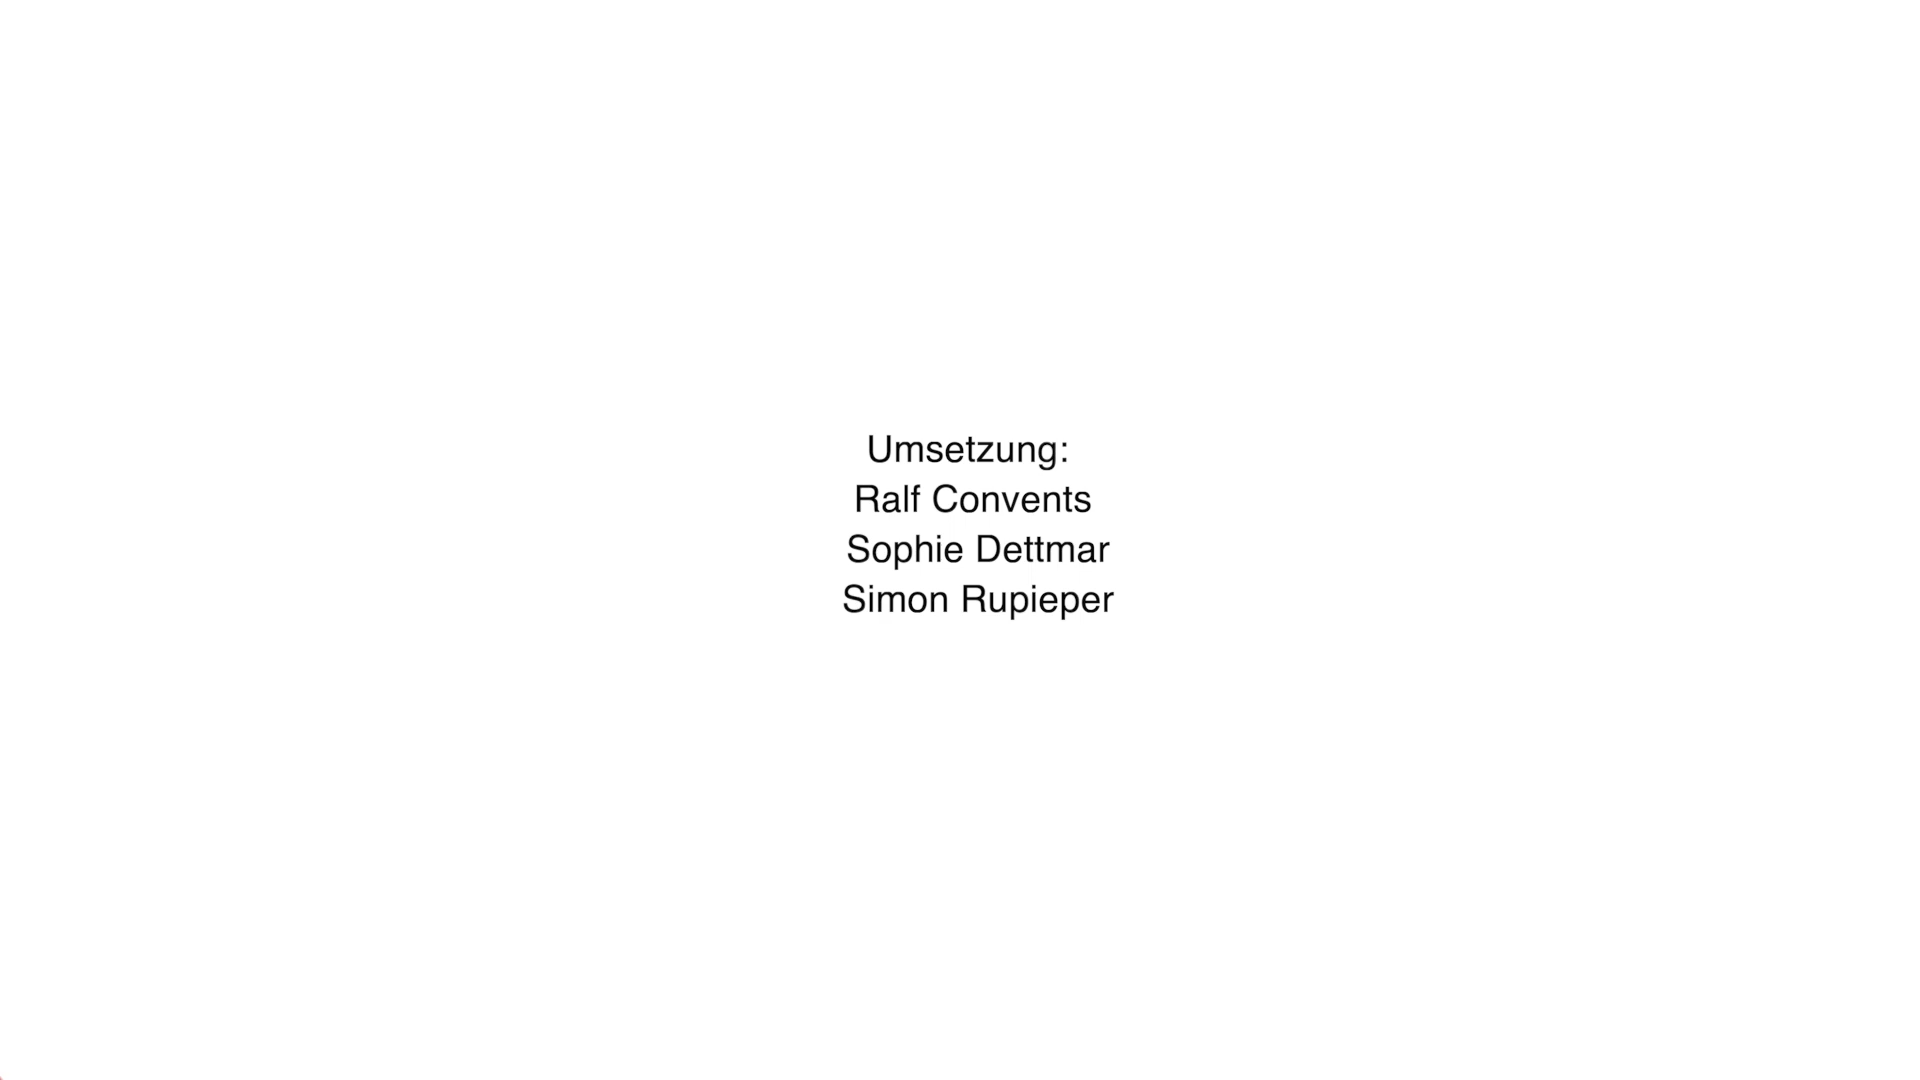 Umsetzung:
Ralf Convents
Sophie Dettmar
Simon Rupieper